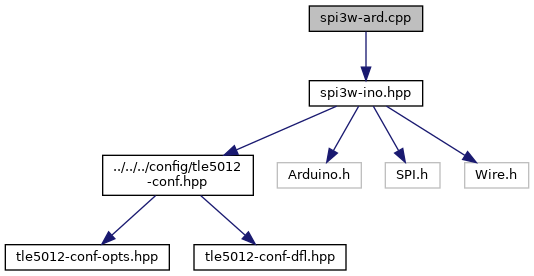 spi3w-ard.cpp
spi3w-ino.hpp
../../../config/tle5012
-conf.hpp
Arduino.h
SPI.h
Wire.h
tle5012-conf-opts.hpp
tle5012-conf-dfl.hpp